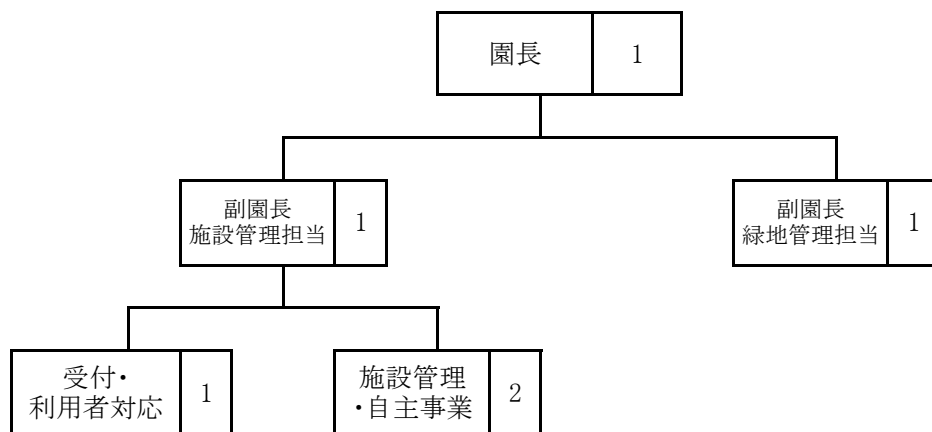 園長 1
副園長
施設管理担当 1
副園長
緑地管理担当 1
受付・
利用者対応 1
施設管理
・自主事業 2